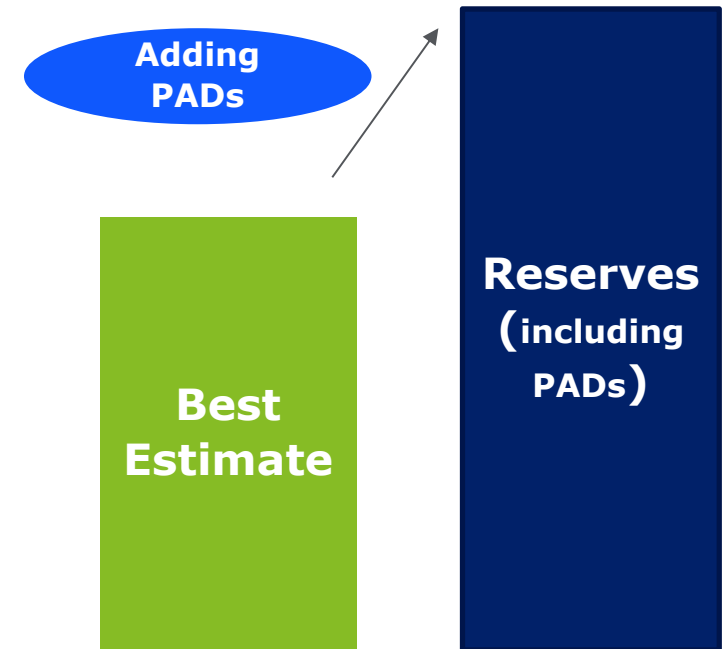 Adding
PADs
Best
Estimate
Reserves
(including
PADs)